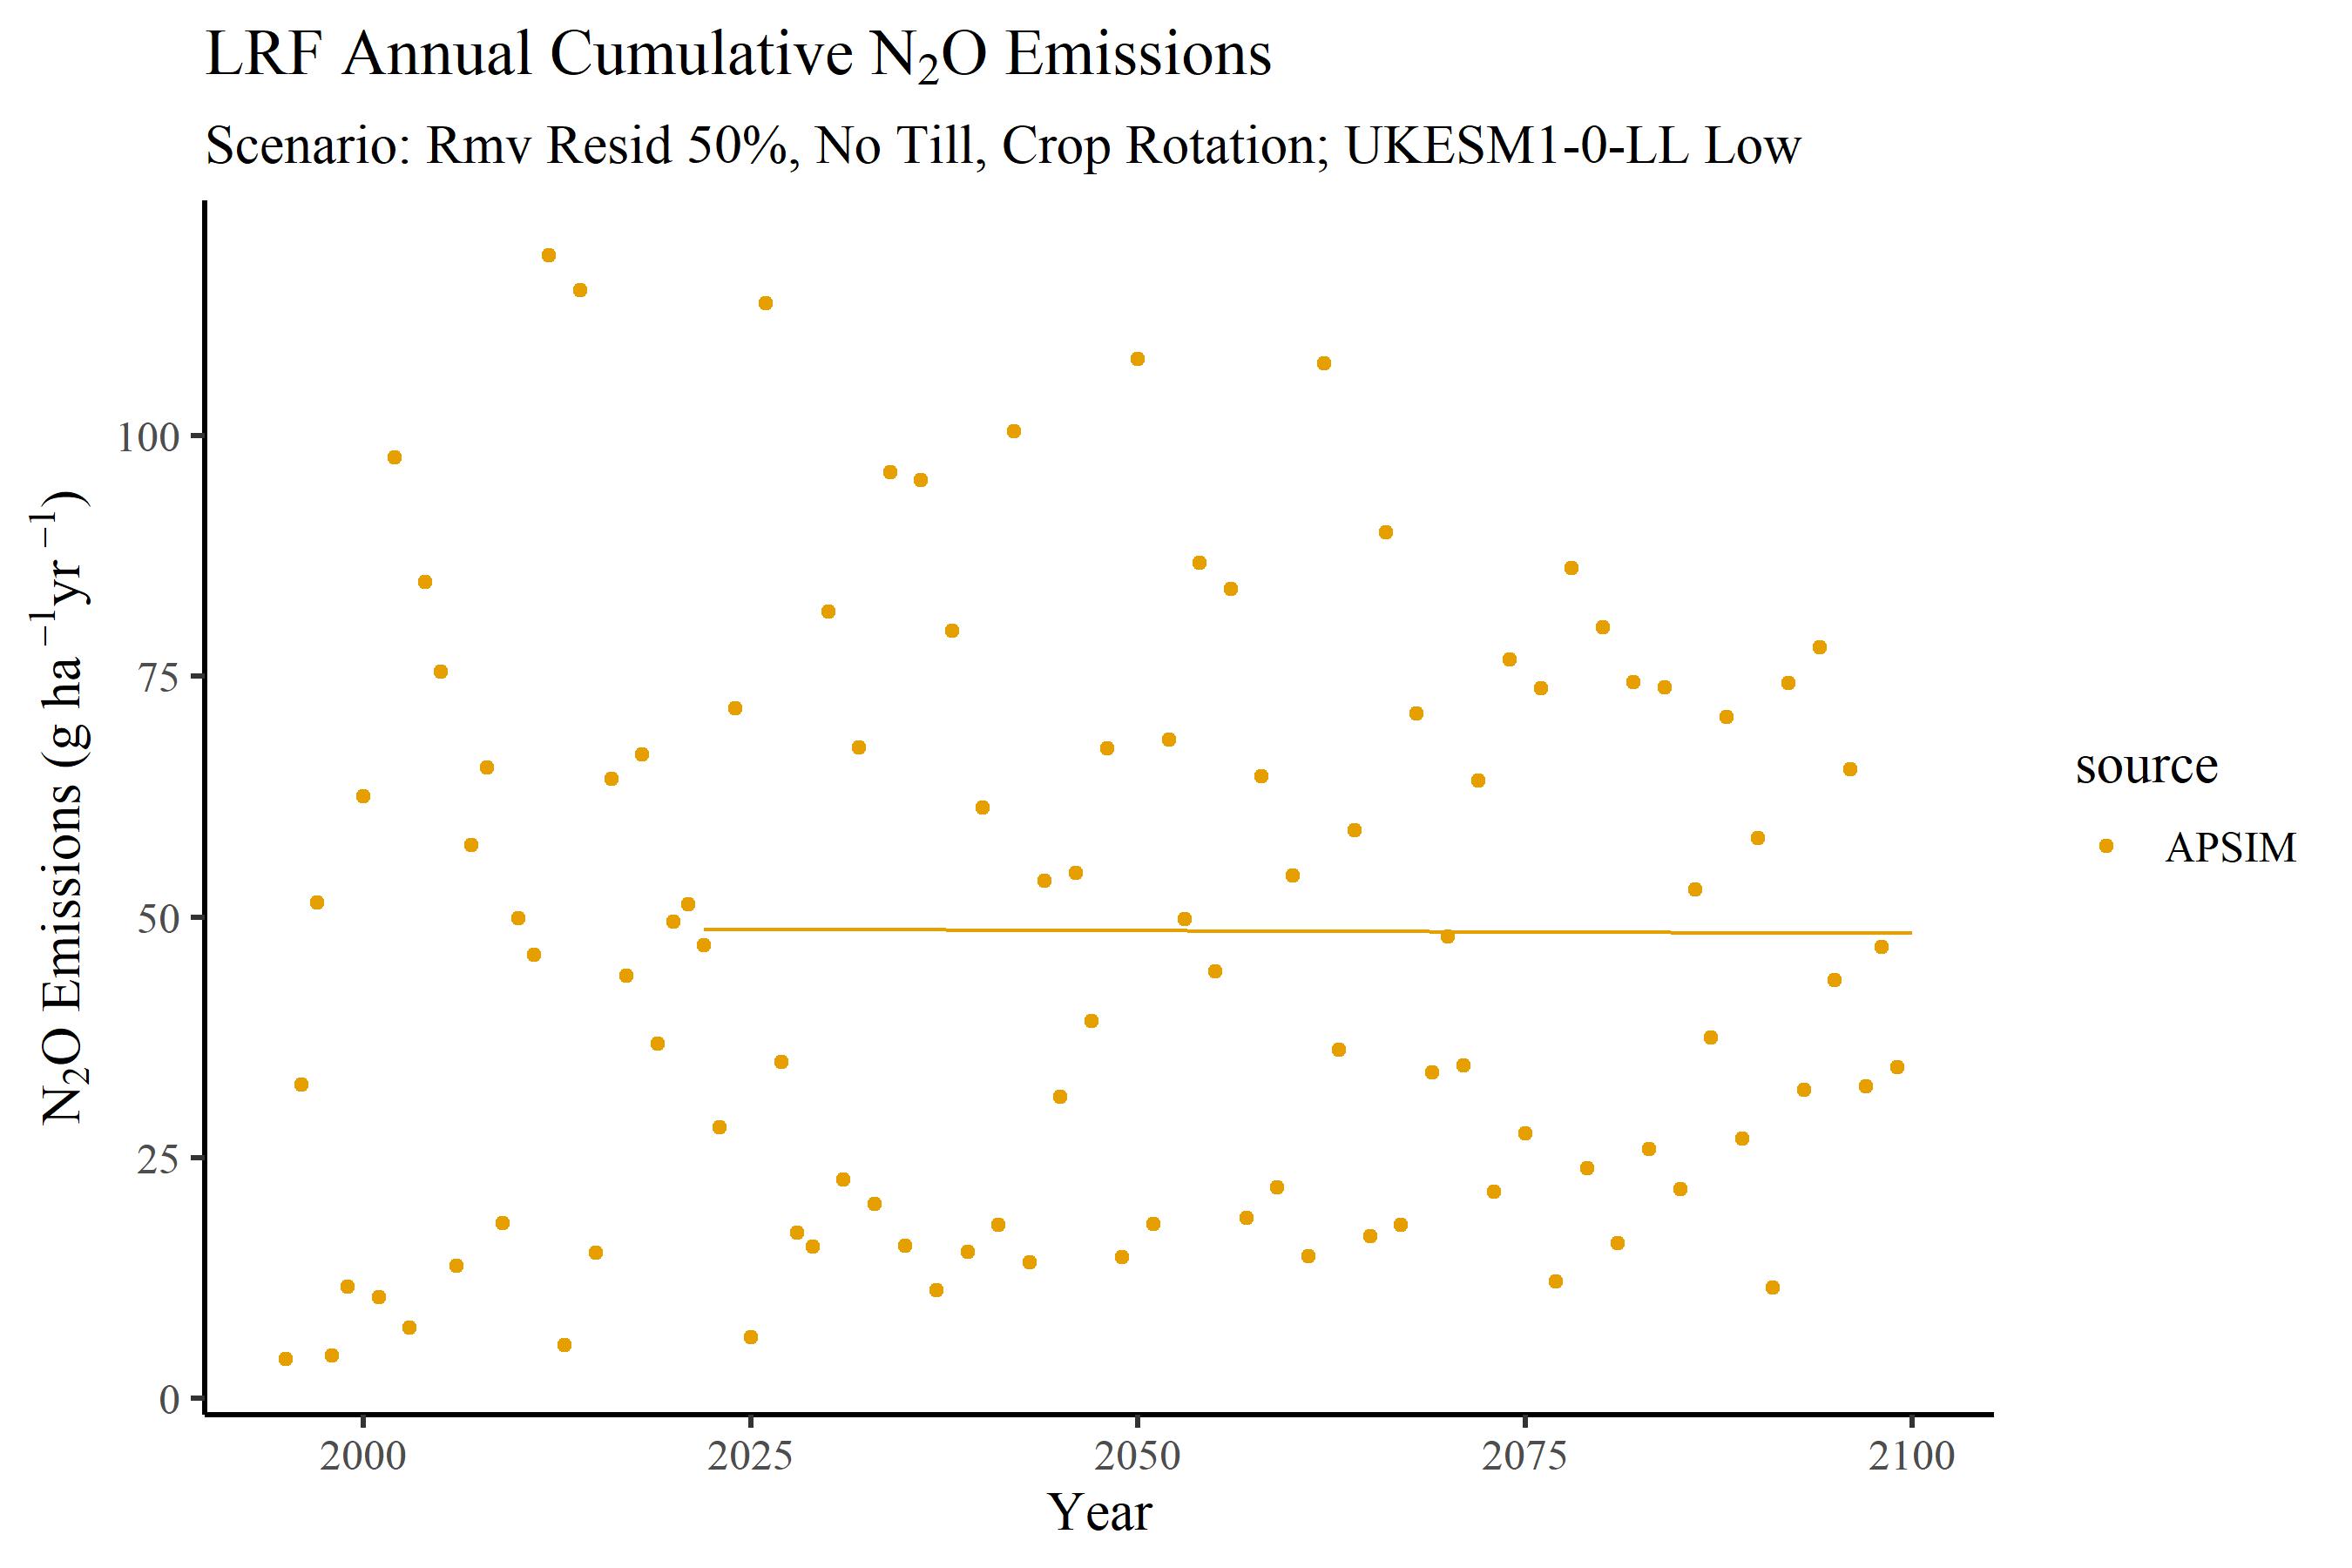 LRF Annual Cumulative N₂O Emissions
Scenario: Rmv Resid 50%, No Till, Crop Rotation; UKESM1-0-LL Low
N₂O Emissions (g ha ⁻¹yr ⁻¹)
100
75
50
25
0
2000 2025 2050 2075 2100
Year
source
APSIM